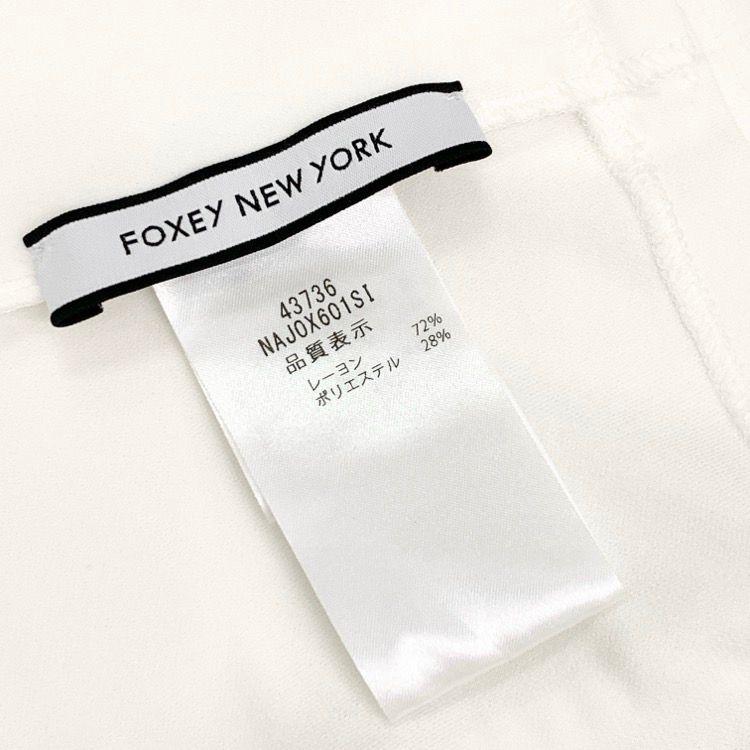 FOXEY NEW YORK
43736
NAJOX601SI
品質表示
レーヨン 72%
ポリエステル 28%